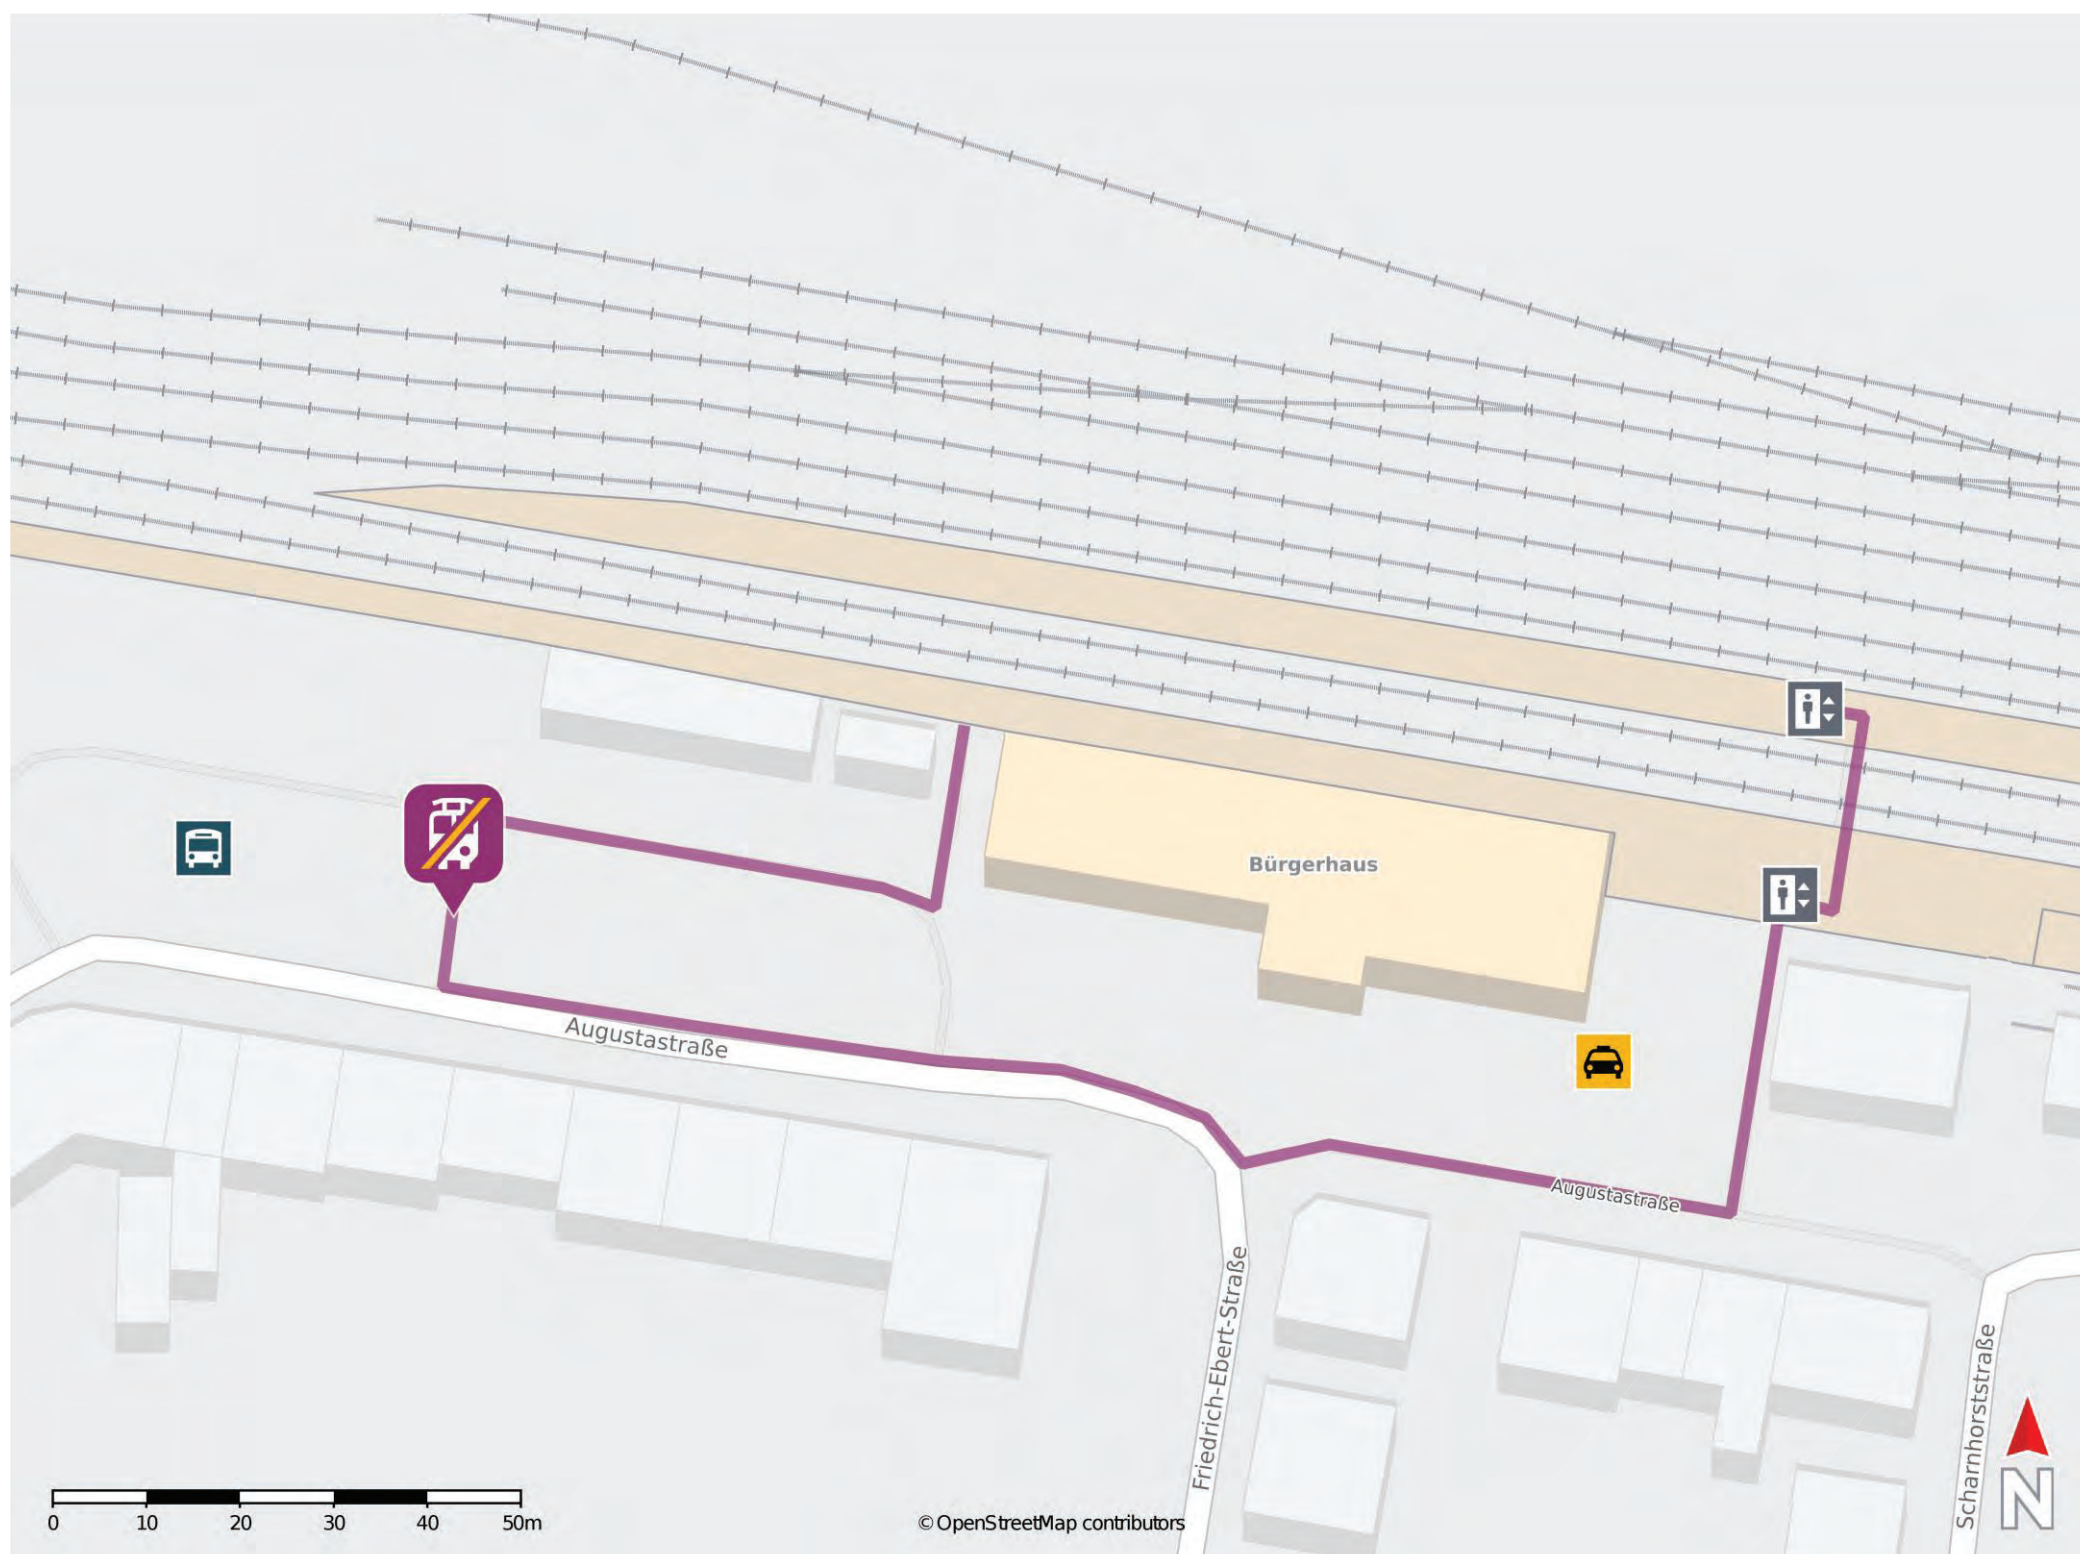 Bürgerhaus
Augustastraße
Augustastraße
Friedrich-Ebert-Straße
Scharnhorststraße
N
0 10 20 30 40 50m
© OpenStreetMap contributors